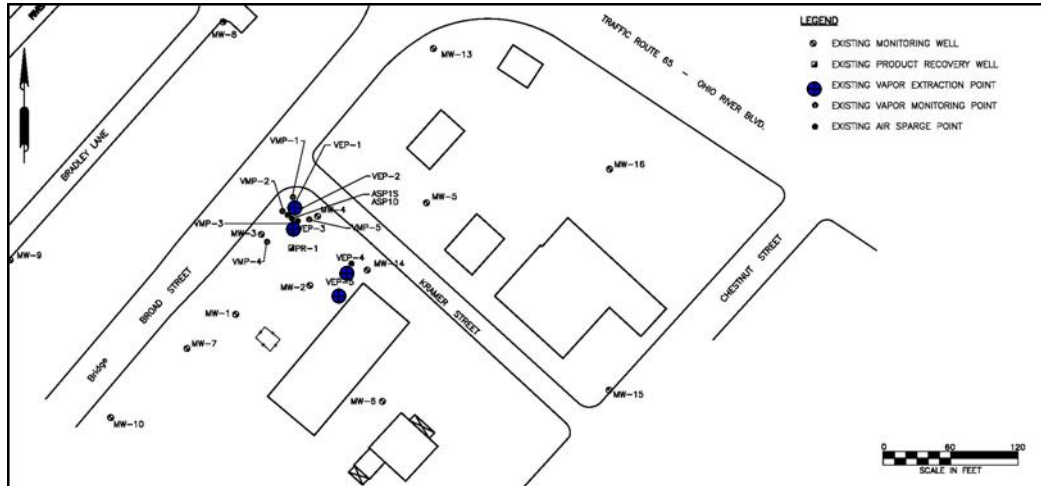 MW-8
MW-13
TRAFFIC ROUTE 65 - OHIO RIVER BLVD.
LEGEND
EXISTING MONITORING WELL
EXISTING PRODUCT RECOVERY WELL
EXISTING VAPOR EXTRACTION POINT
EXISTING VAPOR MONITORING POINT
EXISTING AIR SPARGE POINT
BRADLEY LANE
VMP-1
VEP-1
VEP-2
VMP-2
ASP1S
ASP1D
MW-16
MW-5
MW-4
VMP-3
VEP-3
VMP-5
MW-3
PR-1
VMP-4
MW-9
VEP-4
MW-14
VEP-5
MW-2
BROAD STREET
KRAMER STREET
CHESTNUT STREET
MW-1
MW-7
Bridge
MW-15
MW-6
MW-10
0 60 120
SCALE IN FEET